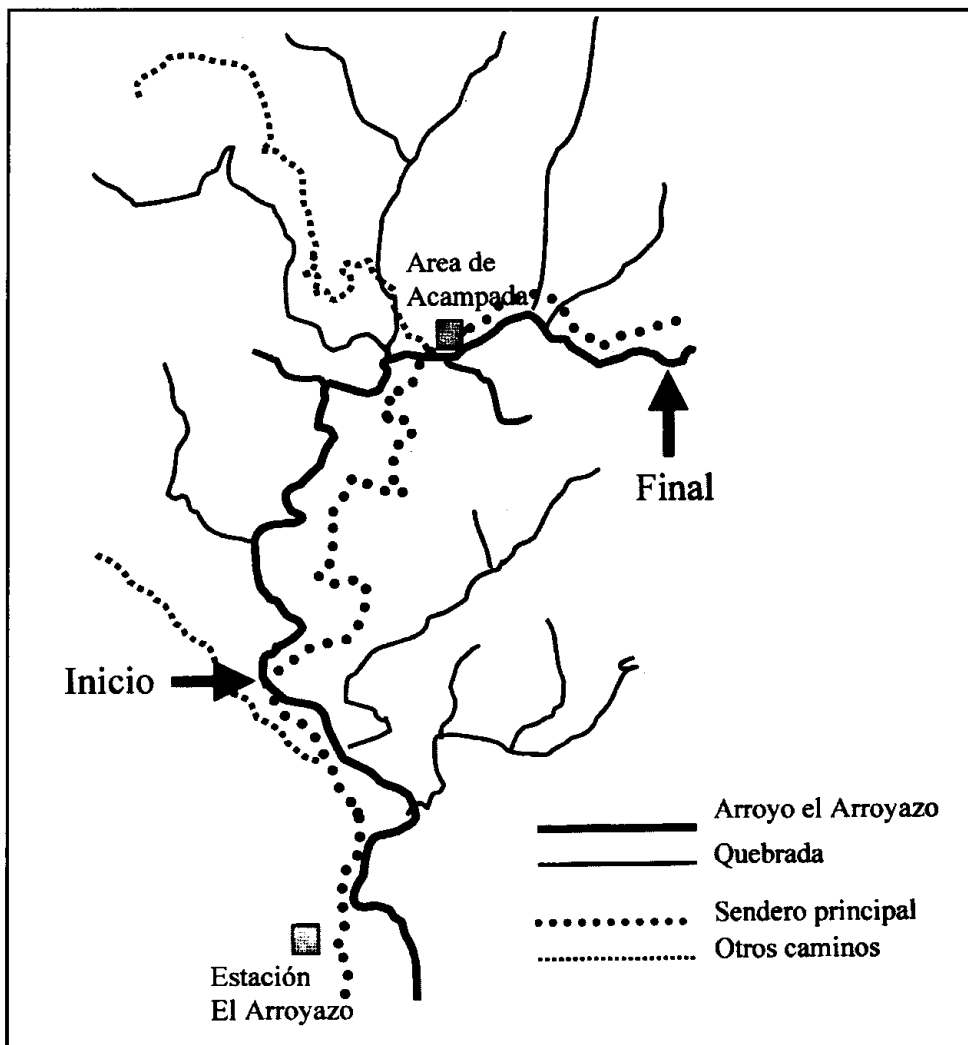 Area de
Acampada
Final
Inicio
Arroyo el Arroyazo
Quebrada
Sendero principal
Otros caminos
Estación
El Arroyazo